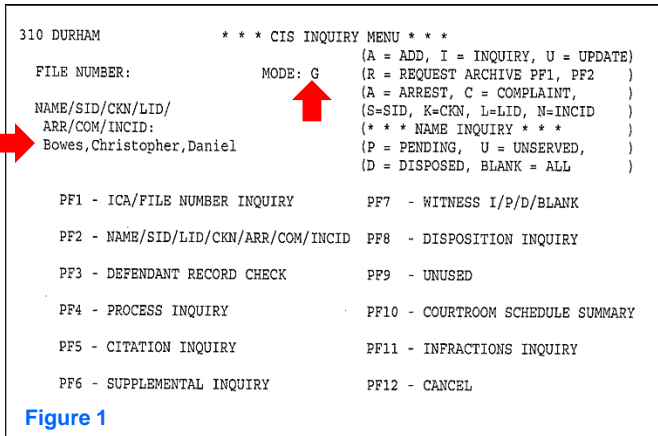 310 DURHAM * * * CIS INQUIRY MENU * * *
(A = ADD, I = INQUIRY, U = UPDATE)
FILE NUMBER: MODE: G (R = REQUEST ARCHIVE PF1, PF2 )
(A = ARREST, C = COMPLAINT, )
NAME/SID/CKN/LID/ (S=SID, K=CKN, L=LID, N=INCID )
ARR/COM/INCID: (* * * NAME INQUIRY * * * )
Bowes,Christopher,Daniel (P = PENDING, U = UNSERVED, )
(D = DISPOSED, BLANK = ALL )
PF1 - ICA/FILE NUMBER INQUIRY PF7 - WITNESS I/P/D/BLANK
PF2 - NAME/SID/LID/CKN/ARR/COM/INCID PF8 - DISPOSITION INQUIRY
PF3 - DEFENDANT RECORD CHECK PF9 - UNUSED
PF4 - PROCESS INQUIRY PF10 - COURTROOM SCHEDULE SUMMARY
PF5 - CITATION INQUIRY PF11 - INFRACTIONS INQUIRY
PF6 - SUPPLEMENTAL INQUIRY PF12 - CANCEL
Figure 1